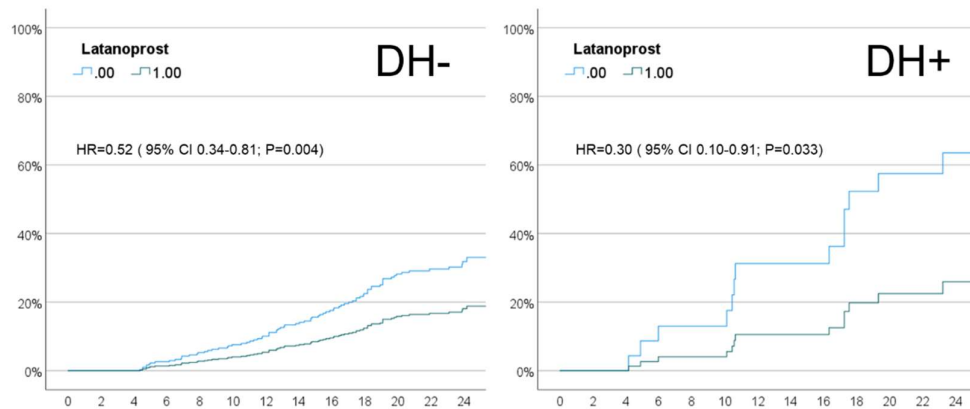 Latanoprost
.00 1.00
DH-
HR=0.52 ( 95% CI 0.34-0.81; P=0.004)
100%
80%
60%
40%
20%
0%
0 2 4 6 8 10 12 14 16 18 20 22 24
Latanoprost
.00 1.00
DH+
HR=0.30 ( 95% CI 0.10-0.91; P=0.033)
100%
80%
60%
40%
20%
0%
0 2 4 6 8 10 12 14 16 18 20 22 24